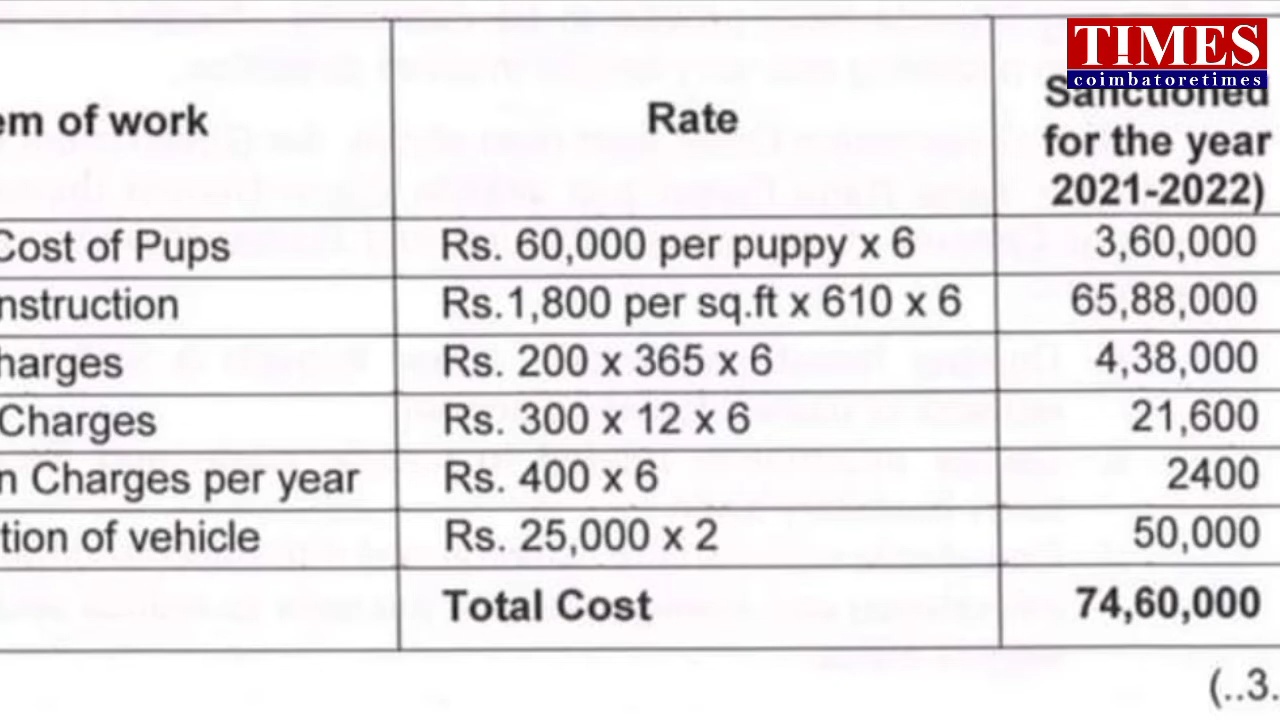 TIMES
coimbatoretimes
em of work Rate Sanctioned
for the year
2021-2022)
Cost of Pups Rs. 60,000 per puppy x 6 3,60,000
nstruction Rs.1,800 per sq.ft x 610 x 6 65,88,000
harges Rs. 200 x 365 x 6 4,38,000
Charges Rs. 300 x 12 x 6 21,600
n Charges per year Rs. 400 x 6 2400
tion of vehicle Rs. 25,000 x 2 50,000
Total Cost 74,60,000
(..3.